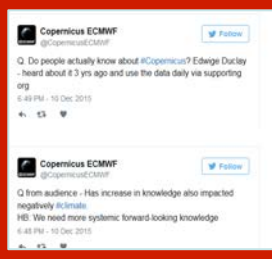 Copernicus ECMWF
@CopernicusECMWF
Follow
Q. Do people actually know about #Copernicus? Edwige Duclay
- heard about it 3 yrs ago and use the data daily via supporting
org
6:49 PM - 10 Dec 2015
Copernicus ECMWF
@CopernicusECMWF
Follow
Q from audience - Has increase in knowledge also impacted
negatively #climate.
HB: We need more systemic forward-looking knowledge
6:48 PM - 10 Dec 2015